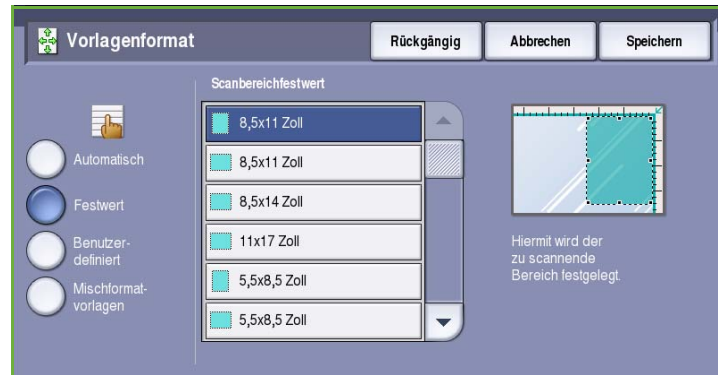 Vorlagenformat
Rückgängig
Abbrechen
Speichern
Scanbereichfestwert
Automatisch
Festwert
Benutzer-
definiert
Mischformat-
vorlagen
8,5x11 Zoll
8,5x11 Zoll
8,5x14 Zoll
11x17 Zoll
5,5x8,5 Zoll
5,5x8,5 Zoll
Hiermit wird der
zu scannende
Bereich festgelegt.